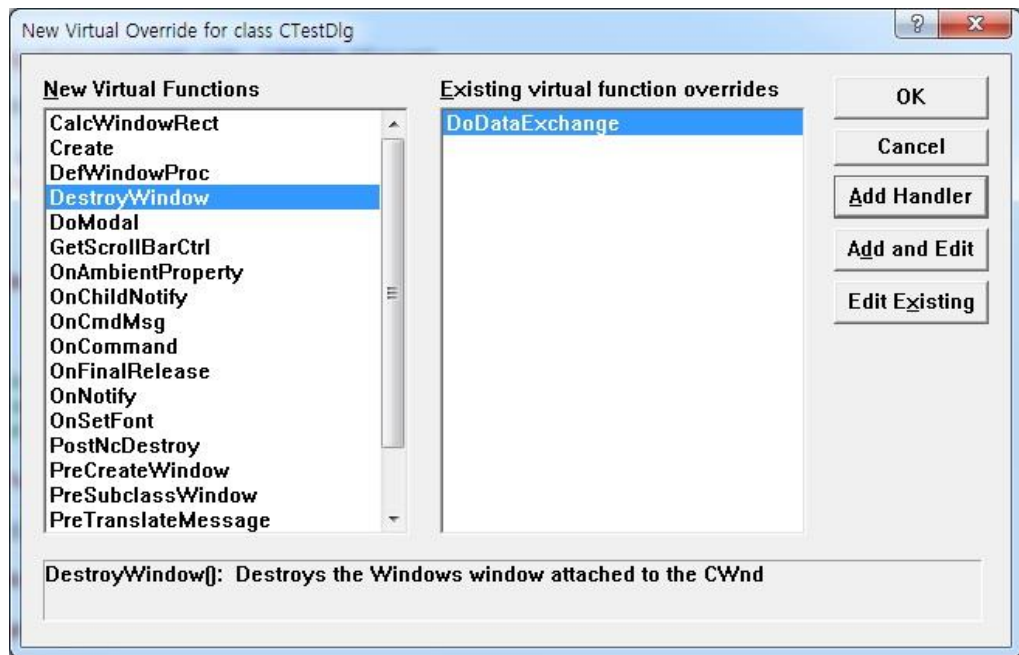 New Virtual Override for class CTestDlg
New Virtual Functions
CalcWindowRect
Create
DefWindowProc
DestroyWindow
DoModal
GetScrollBarCtrl
OnAmbientProperty
OnChildNotify
OnCmdMsg
OnCommand
OnFinalRelease
OnNotify
OnSetFont
PostNcDestroy
PreCreateWindow
PreSubclassWindow
PreTranslateMessage
Existing virtual function overrides
DoDataExchange
OK
Cancel
Add Handler
Add and Edit
Edit Existing
DestroyWindow(): Destroys the Windows window attached to the CWnd